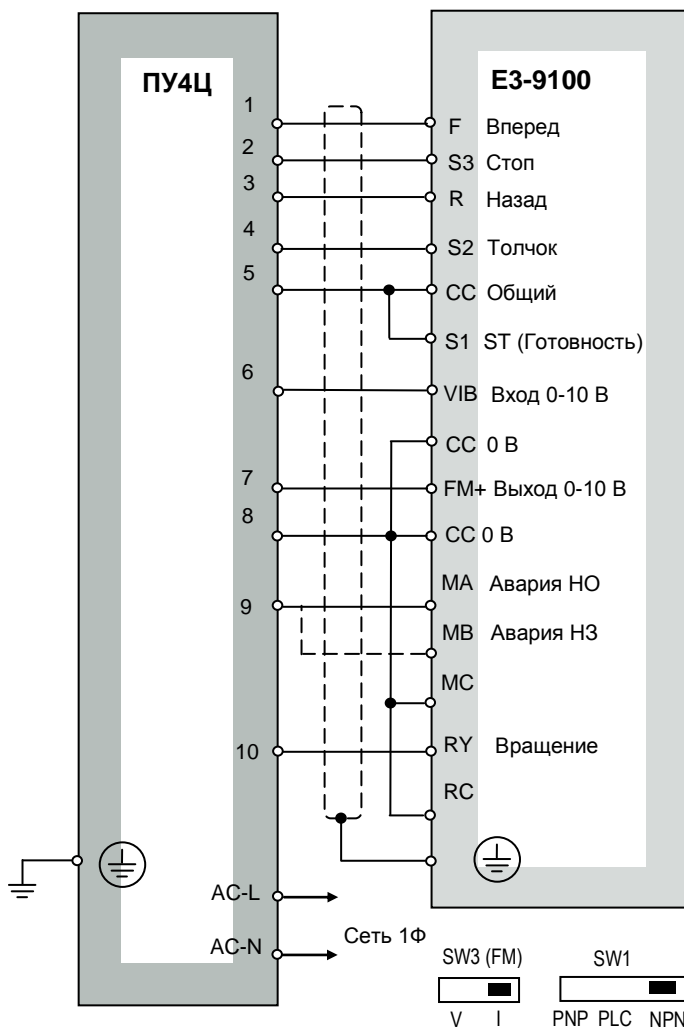 ПУ4Ц
Е3-9100
1
F Вперед
2
S3 Стоп
3
R Назад
4
S2 Толчок
5
CC Общий
S1 ST (Готовность)
6
VIB Вход 0-10 В
CC 0 В
7
FM+ Выход 0-10 В
8
CC 0 В
MA Авария НО
9
MB Авария НЗ
MC
10
RY Вращение
RC
AC-L
Сеть 1Ф
AC-N
SW3 (FM)
SW1
V I
PNP PLC NPN